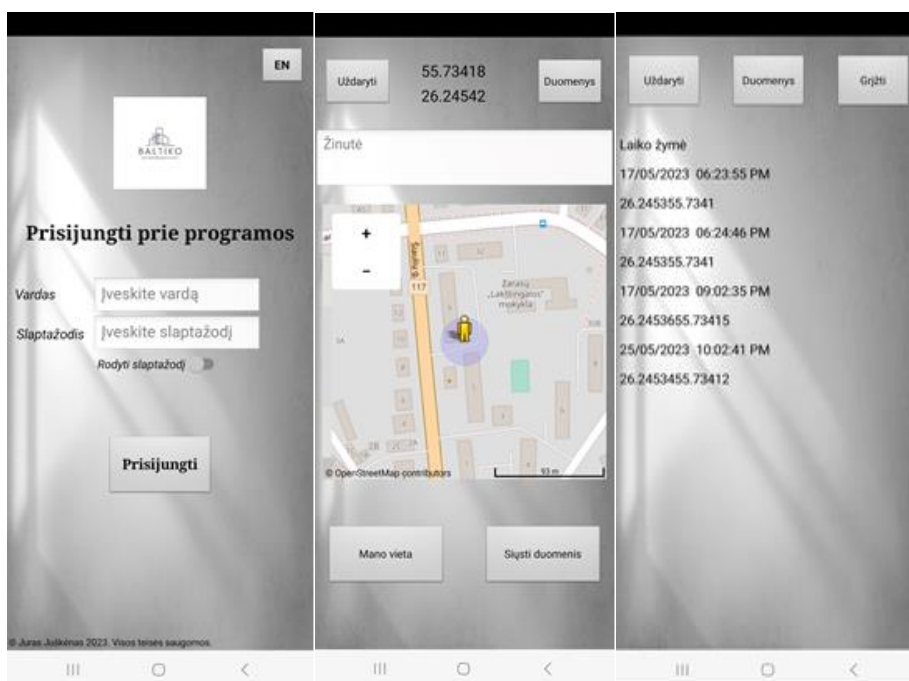 EN
BALTIKO
Prisijungti prie programos
Vardas
Įveskite vardą
Slaptažodis
Įveskite slaptažodį
Rodyti slaptažodį
Prisijungti
© Juras Juškėnas 2023. Visos teisės saugomos.
Uždaryti
55.73418
26.24542
Duomenys
Žinutė
+
-
117
Zarasų
„Lakštingalos"
mokykla
© OpenStreetMap contributors
93 m
Mano vieta
Siųsti duomenis
Uždaryti
Duomenys
Grįžti
Laiko žymė
17/05/2023 06:23:55 PM
26.245355.7341
17/05/2023 06:24:46 PM
26.245355.7341
17/05/2023 09:02:35 PM
26.2453655.73415
25/05/2023 10:02:41 PM
26.2453455.73412